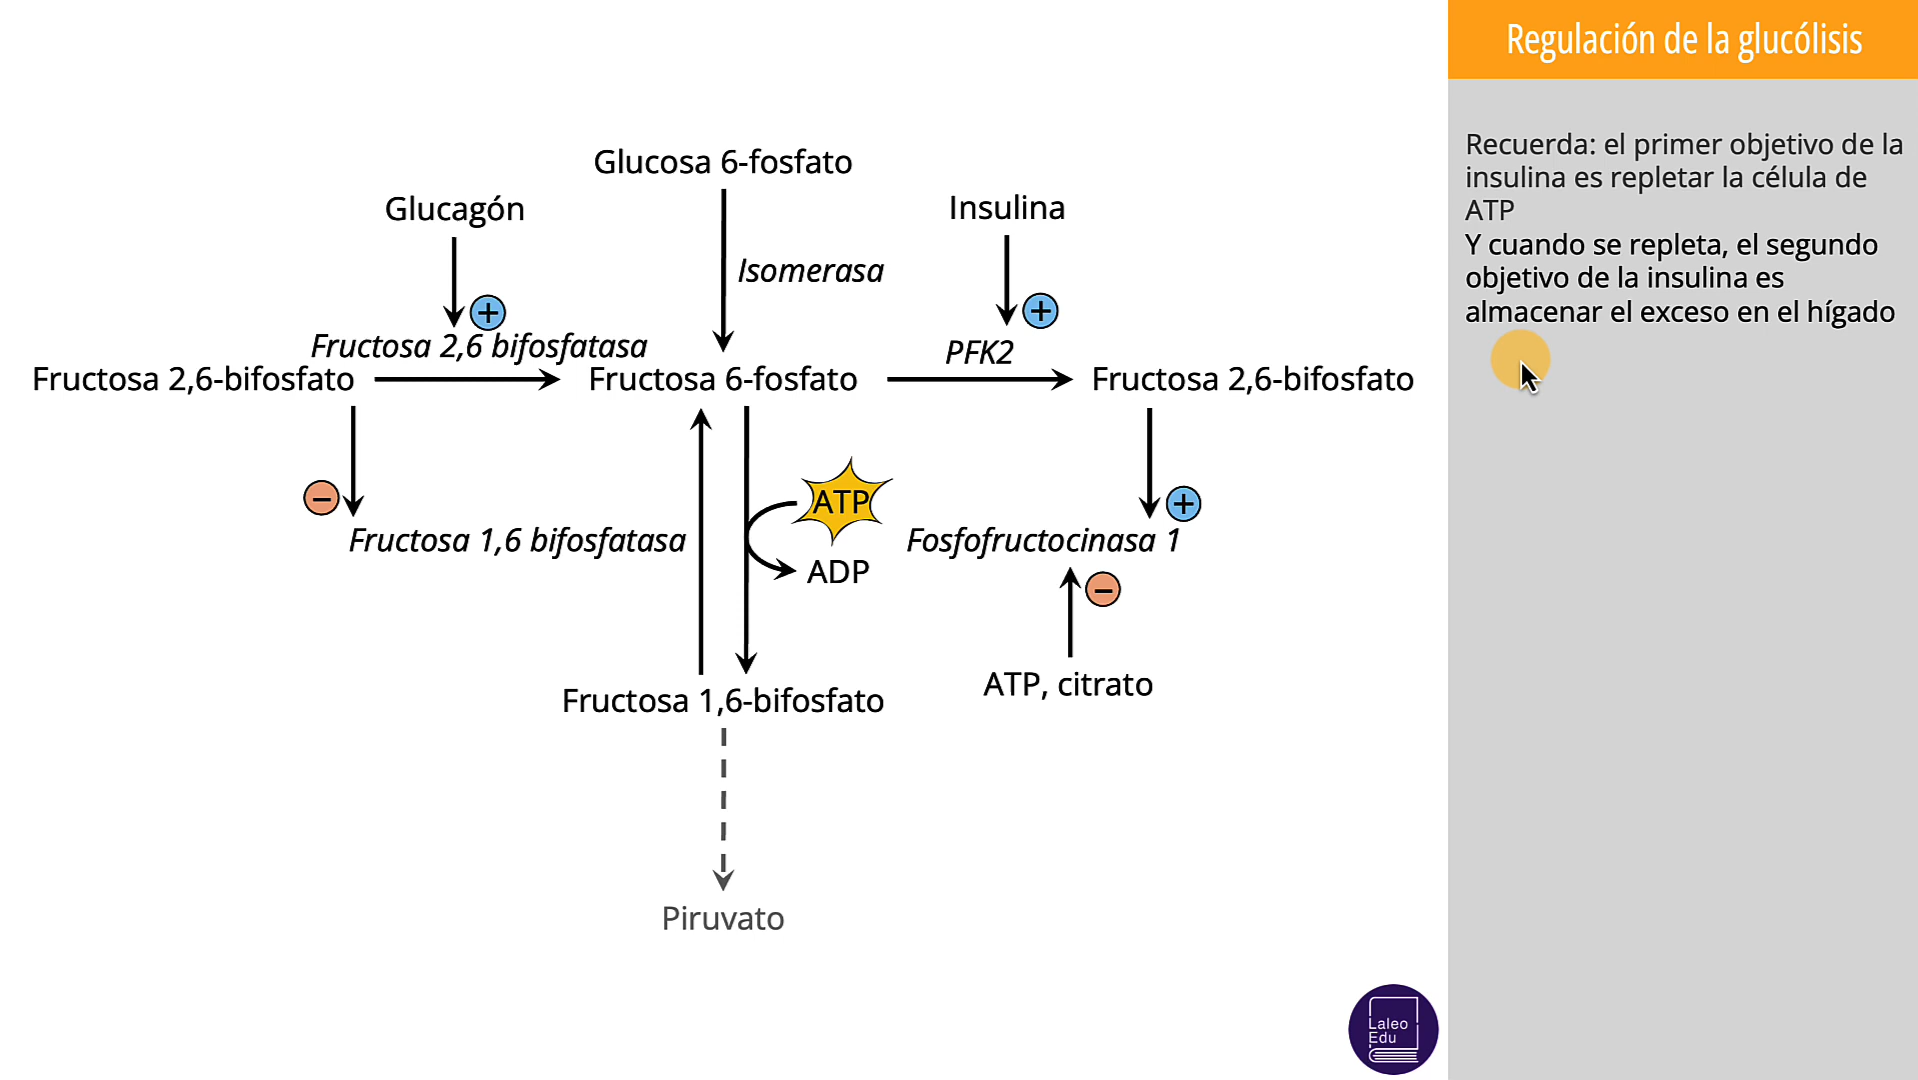 Regulación de la glucólisis
Recuerda: el primer objetivo de la
insulina es repletar la célula de
ATP
Y cuando se repleta, el segundo
objetivo de la insulina es
almacenar el exceso en el hígado
Glucosa 6-fosfato
Glucagón
Insulina
Isomerasa
+
+
Fructosa 2,6 bifosfatasa
PFK2
Fructosa 2,6-bifosfato
Fructosa 6-fosfato
Fructosa 2,6-bifosfato
−
ATP
+
Fructosa 1,6 bifosfatasa
Fosfofructocinasa 1
ADP
−
Fructosa 1,6-bifosfato
ATP, citrato
Piruvato
Laleo
Edu